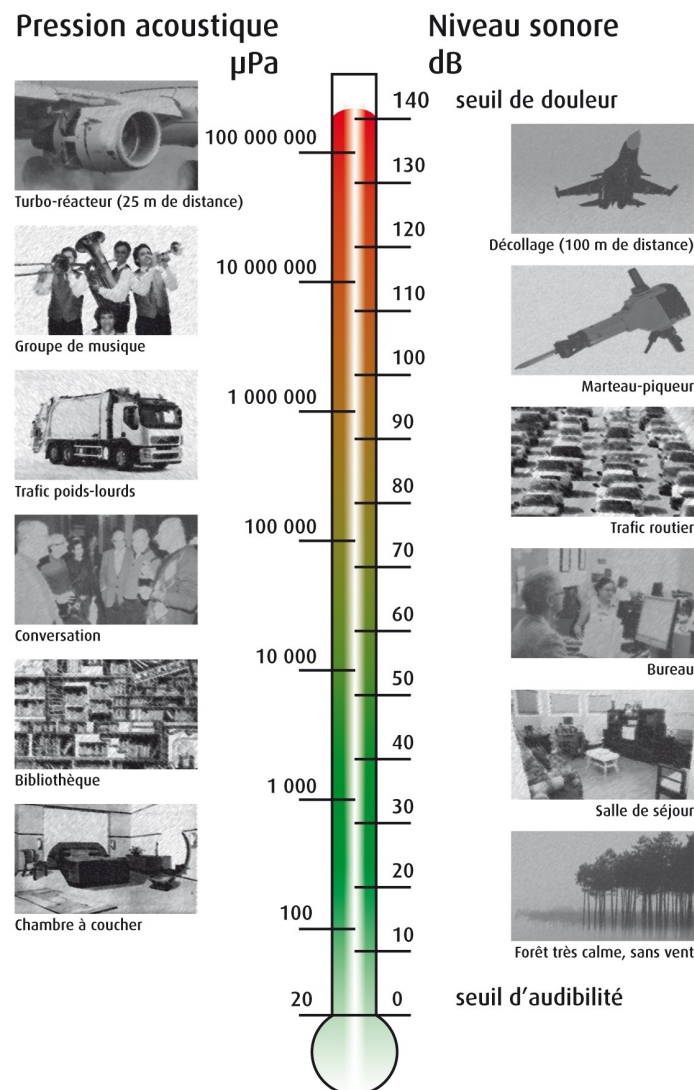 Pression acoustique
µPa
Niveau sonore
dB
140
seuil de douleur
100 000 000
130
Turbo-réacteur (25 m de distance)
120
Décollage (100 m de distance)
10 000 000
110
Groupe de musique
100
Marteau-piqueur
1 000 000
90
Trafic poids-lourds
80
Trafic routier
100 000
70
Conversation
60
10 000
Bureau
50
Bibliothèque
40
1 000
30
Salle de séjour
20
100
Chambre à coucher
10
Forêt très calme, sans vent
20
0
seuil d’audibilité